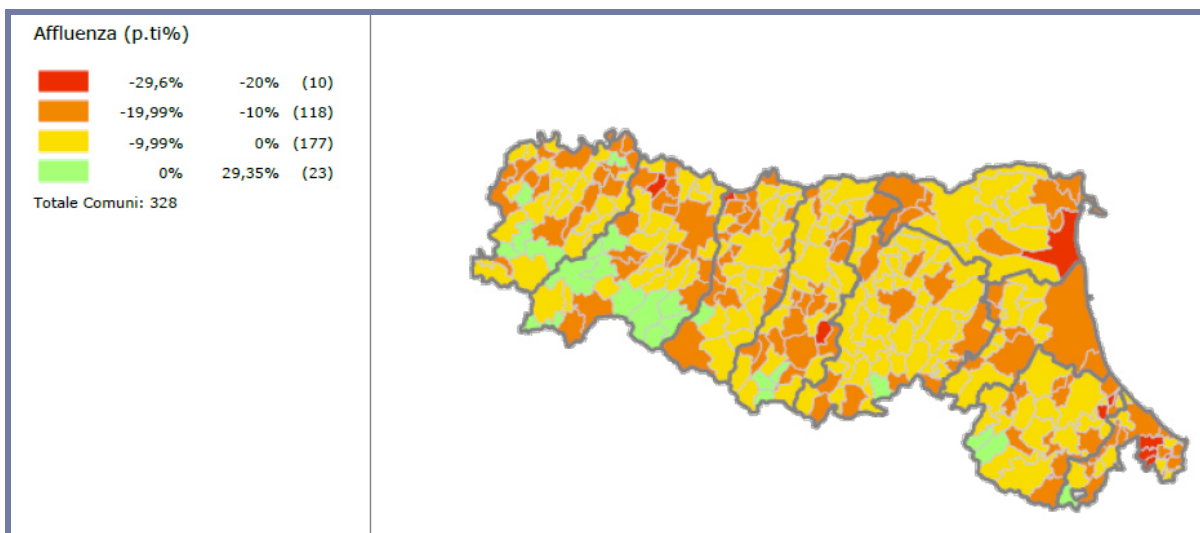 Affluenza (p.ti%)
-29,6% -20% (10)
-19,99% -10% (118)
-9,99% 0% (177)
0% 29,35% (23)
Totale Comuni: 328